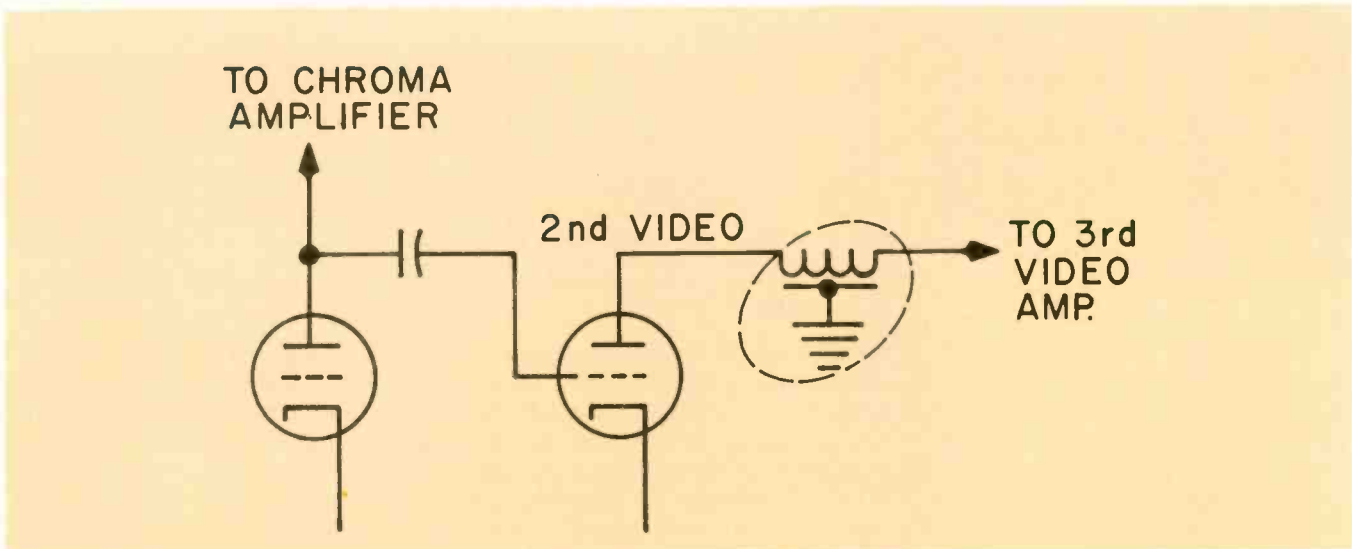 TO CHROMA
AMPLIFIER
2nd VIDEO
TO 3rd
VIDEO
AMP.